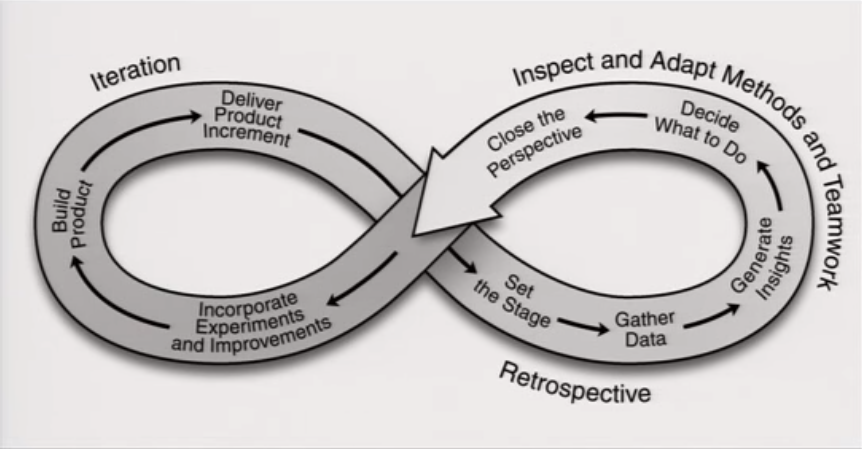 Iteration
Deliver
Product
Increment
Build
Product
Incorporate
Experiments
and Improvements
Inspect and Adapt Methods and Teamwork
Close the
Perspective
Decide
What to Do
Generate
Insights
Gather
Data
Set
the Stage
Retrospective